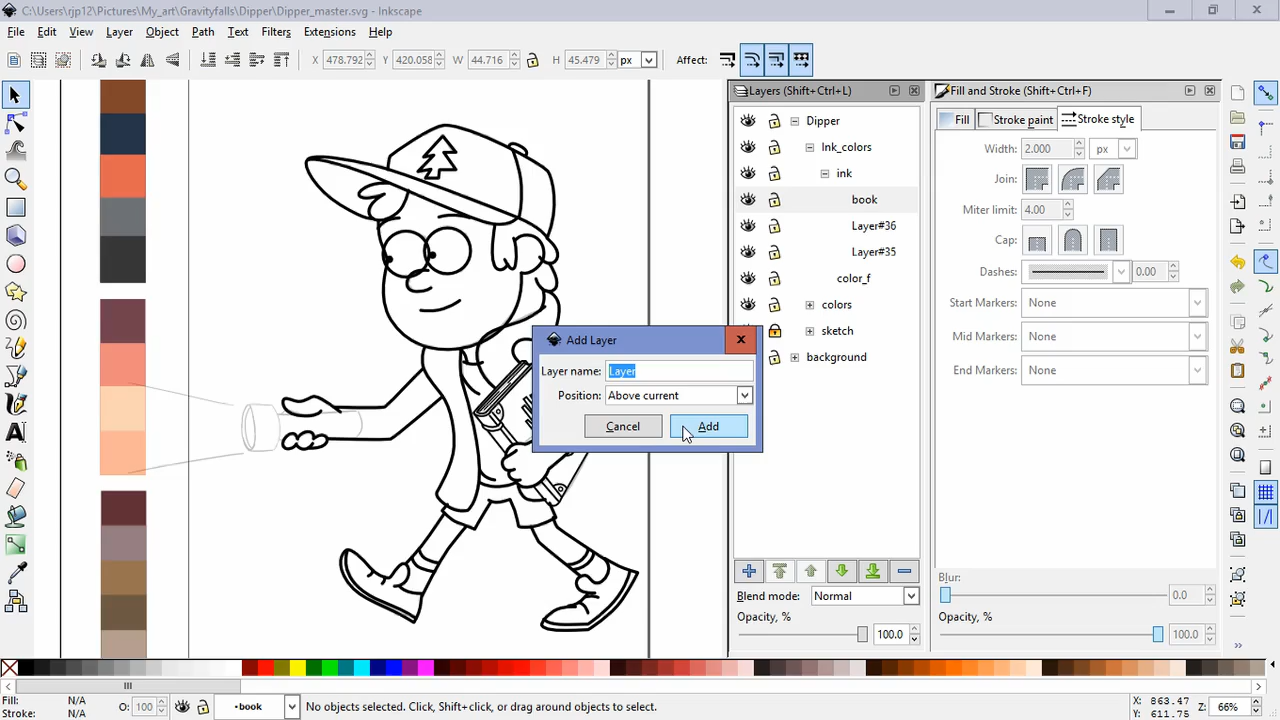 C:\Users\rjp12\Pictures\My_art\Gravityfalls\Dipper\Dipper_master.svg - Inkscape
File Edit View Layer Object Path Text Filters Extensions Help
X 478.792 Y 420.058 W 44.716 H 45.479 px Affect:
Layers (Shift+Ctrl+L)
Fill and Stroke (Shift+Ctrl+F)
Fill Stroke paint Stroke style
Dipper
Ink_colors
ink
book
Layer#36
Layer#35
color_f
colors
sketch
background
Width: 2.000 px
Join:
Miter limit: 4.00
Cap:
Dashes: 0.00
Start Markers: None
Mid Markers: None
End Markers: None
Add Layer
Layer name: Layer
Position: Above current
Cancel Add
Blend mode: Normal
Opacity, % 100.0
Blur: 0.0
Opacity, % 100.0
Fill: N/A
Stroke: N/A
O: 100
•book
No objects selected. Click, Shift+click, or drag around objects to select.
X: 863.47
Y: 611.75
Z: 66%